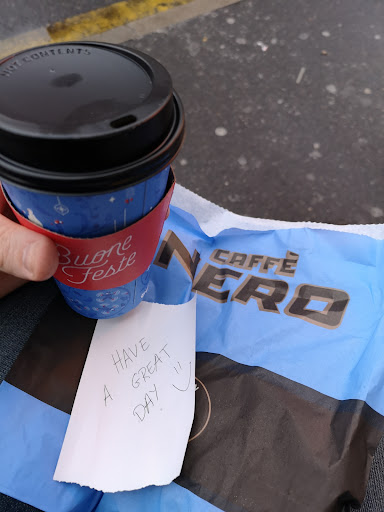 HOT CONTENTS
Buone
Feste
CAFFÈ
NERO
HAVE
A GREAT
DAY! :)